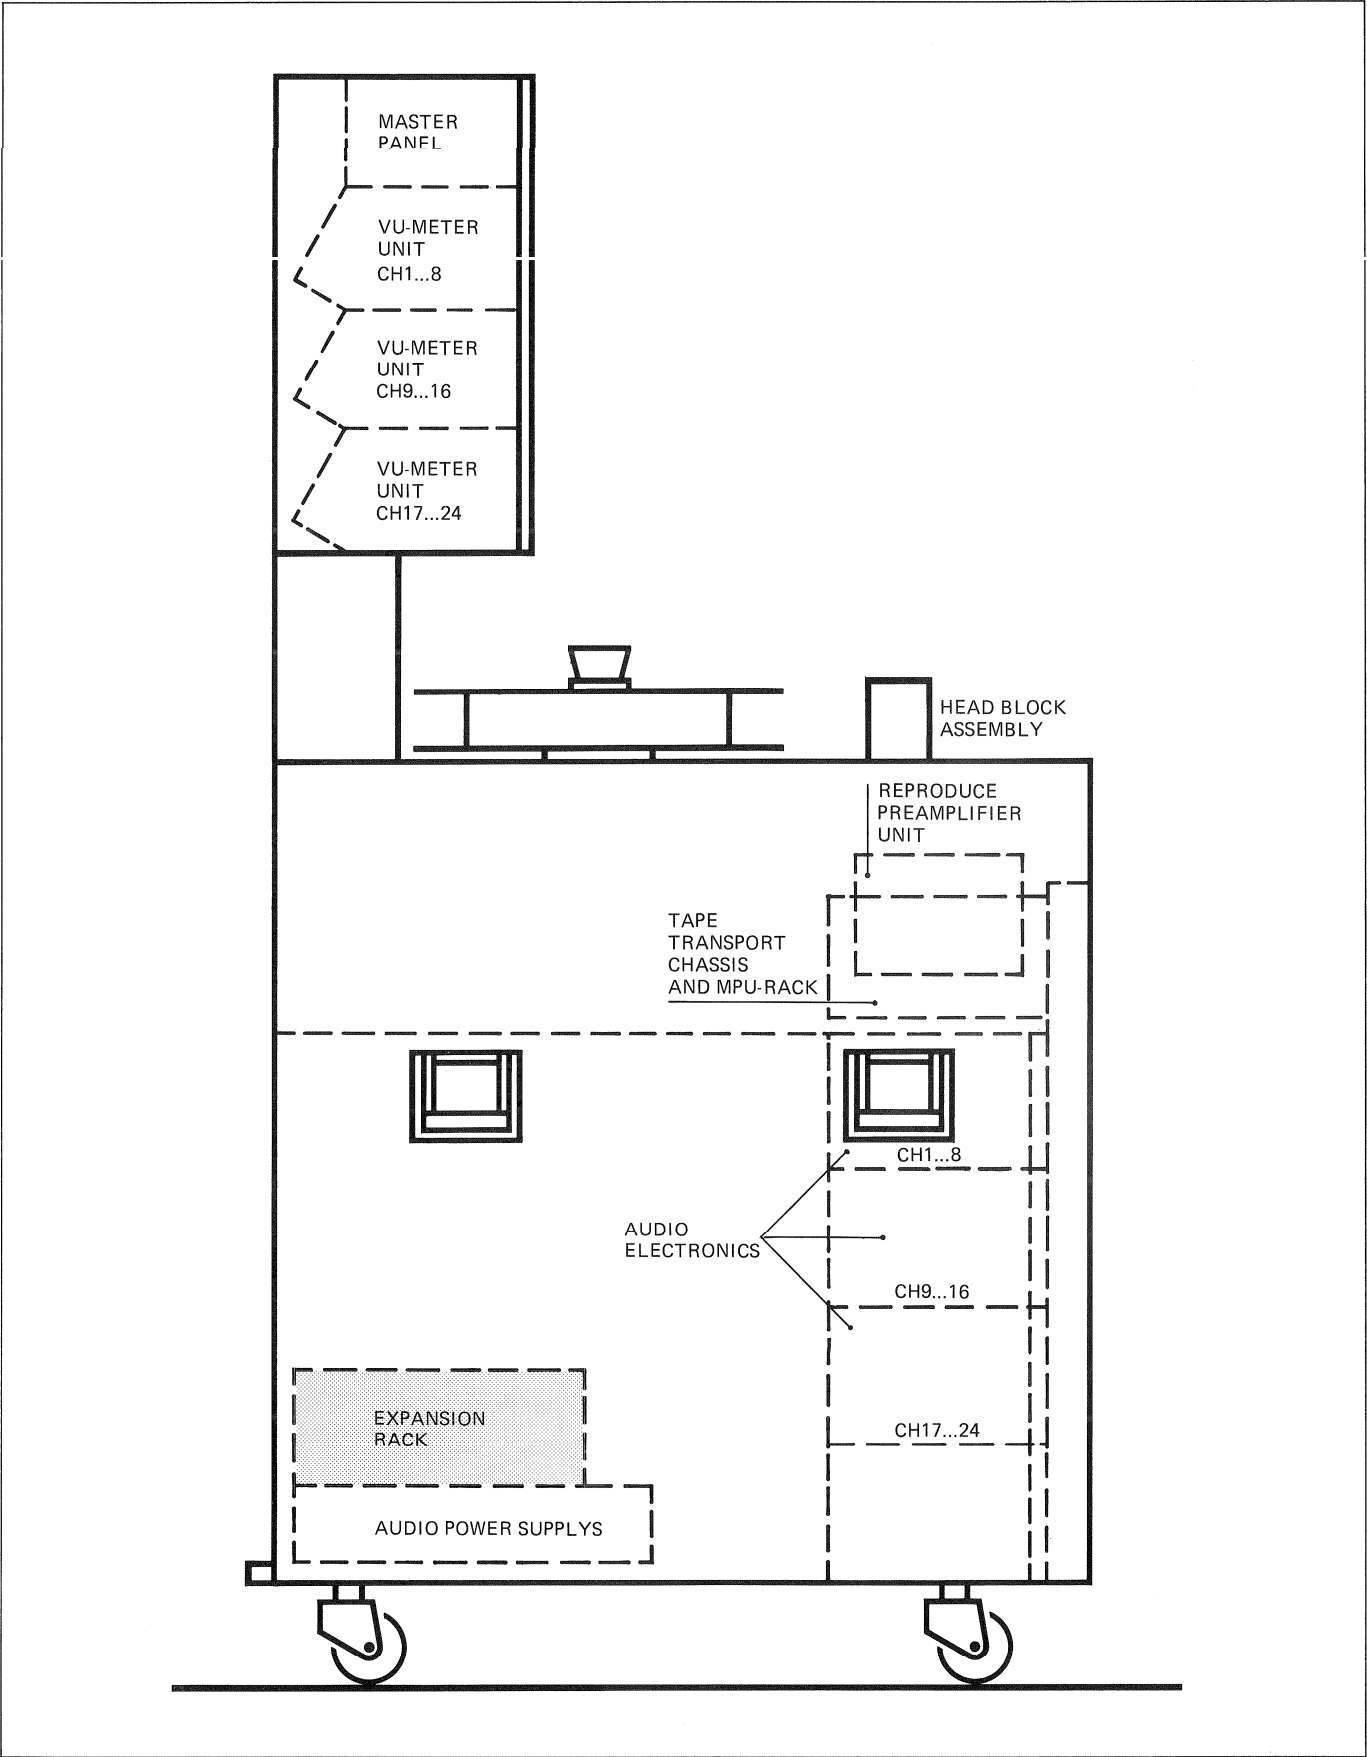 MASTER
PANEL
VU-METER
UNIT
CH1...8
VU-METER
UNIT
CH9...16
VU-METER
UNIT
CH17...24
HEAD BLOCK
ASSEMBLY
REPRODUCE
PREAMPLIFIER
UNIT
TAPE
TRANSPORT
CHASSIS
AND MPU-RACK
CH1...8
AUDIO
ELECTRONICS
CH9...16
CH17...24
EXPANSION
RACK
AUDIO POWER SUPPLYS